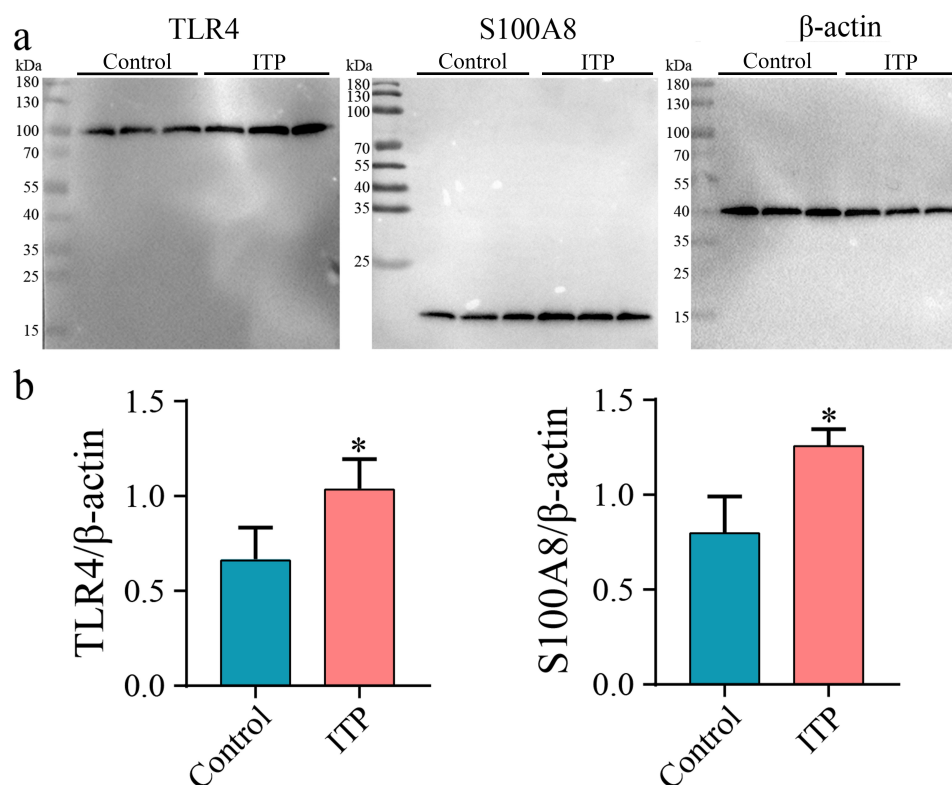 a
TLR4
S100A8
β-actin
kDa
Control
ITP
180
130
100
70
55
40
35
25
15
kDa
Control
ITP
180
130
100
70
55
40
35
25
kDa
Control
ITP
180
130
100
70
55
40
35
25
15
b
TLR4/β-actin
1.5
1.0
0.5
0.0
*
Control
ITP
S100A8/β-actin
1.5
1.0
0.5
0.0
*
Control
ITP